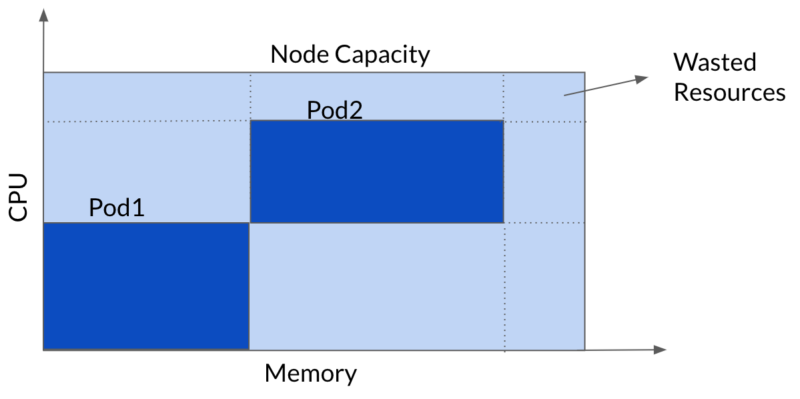 Node Capacity
Wasted
Resources
Pod2
CPU
Pod1
Memory